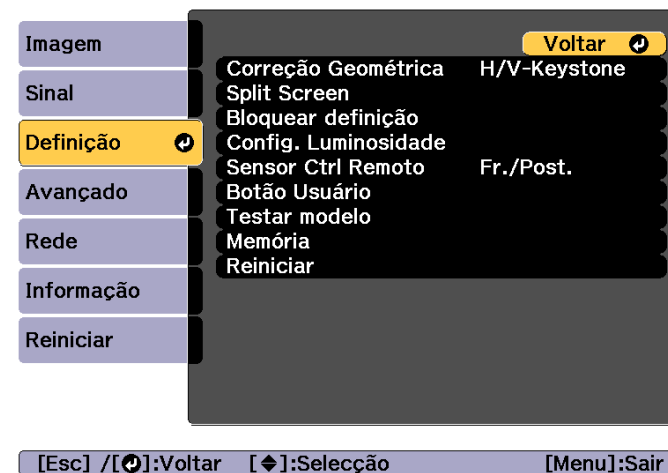 Imagem
Sinal
Definição
Avançado
Rede
Informação
Reiniciar
Voltar
Correção Geométrica H/V-Keystone
Split Screen
Bloquear definição
Config. Luminosidade
Sensor Ctrl Remoto Fr./Post.
Botão Usuário
Testar modelo
Memória
Reiniciar
[Esc] /[⏎]:Voltar [◆]:Selecção [Menu]:Sair